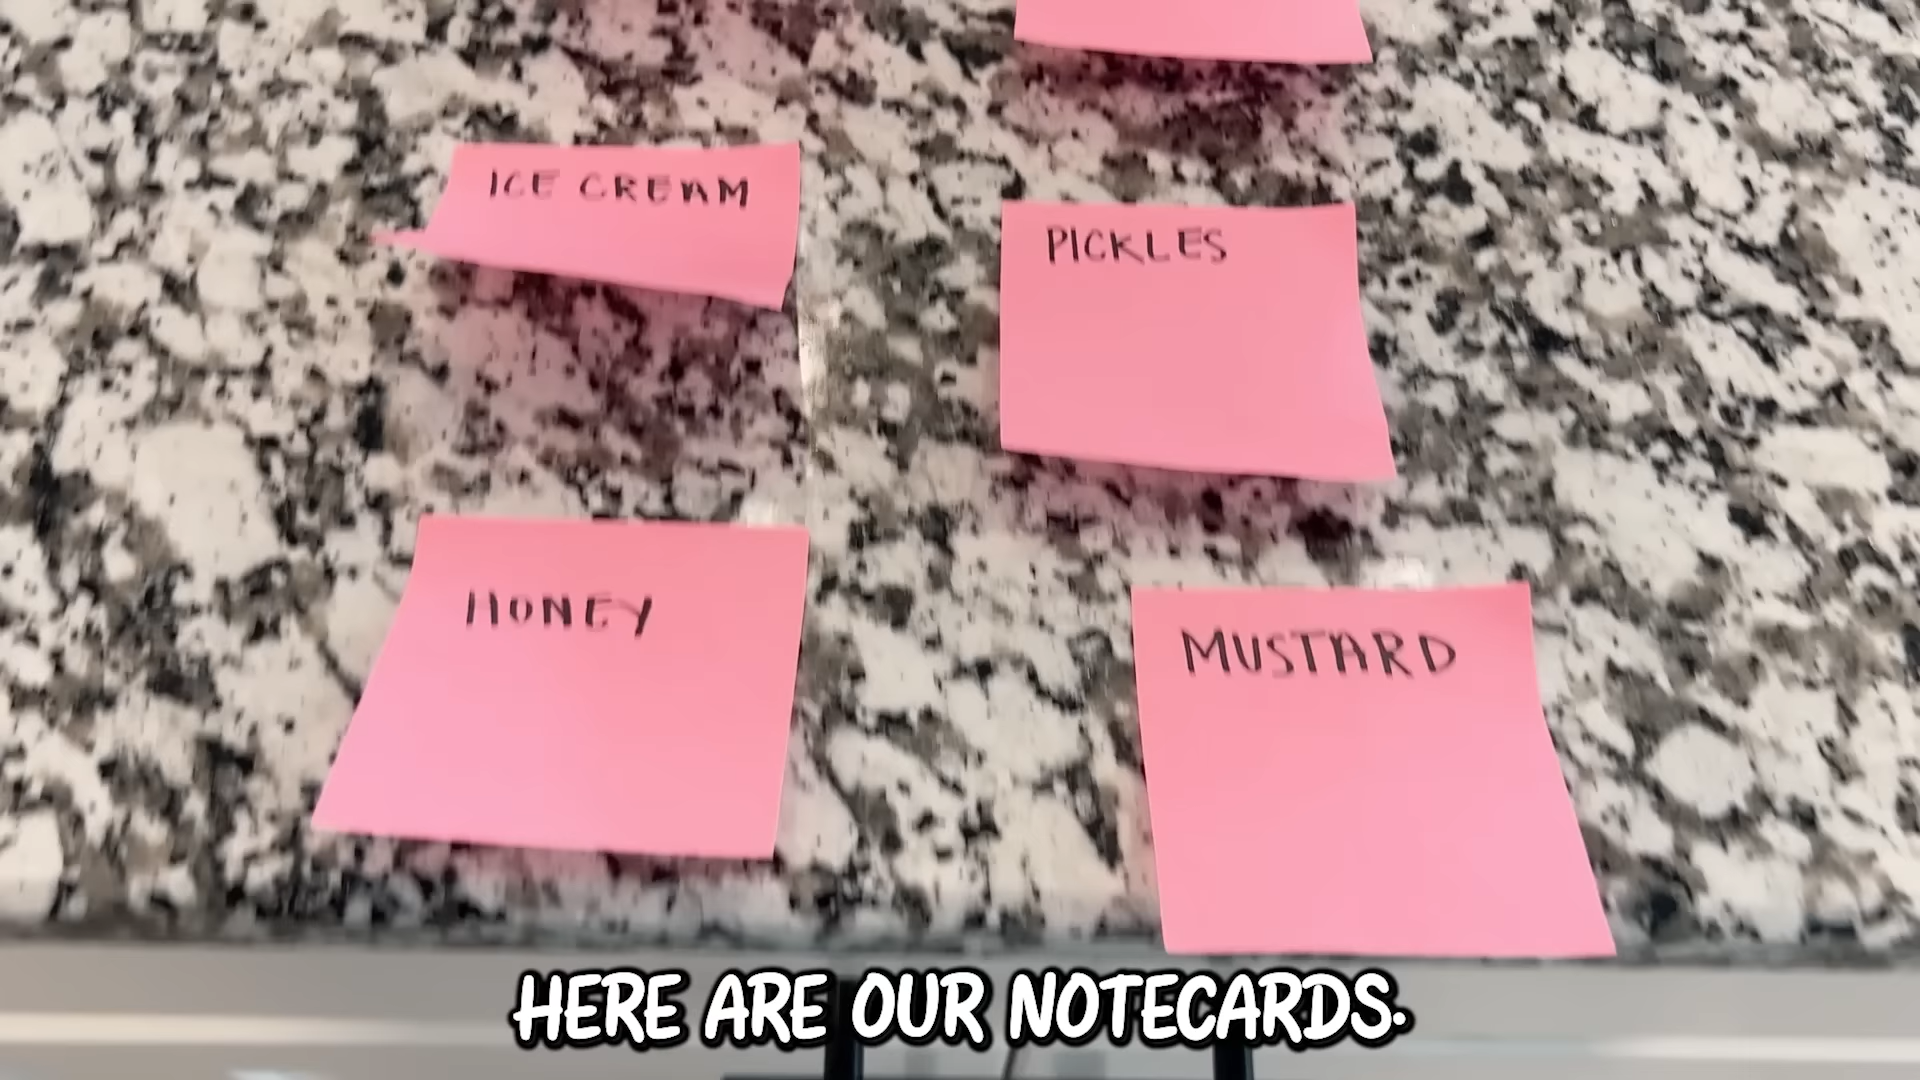 ICE CREAM
PICKLES
HONEY
MUSTARD
HERE ARE OUR NOTECARDS.